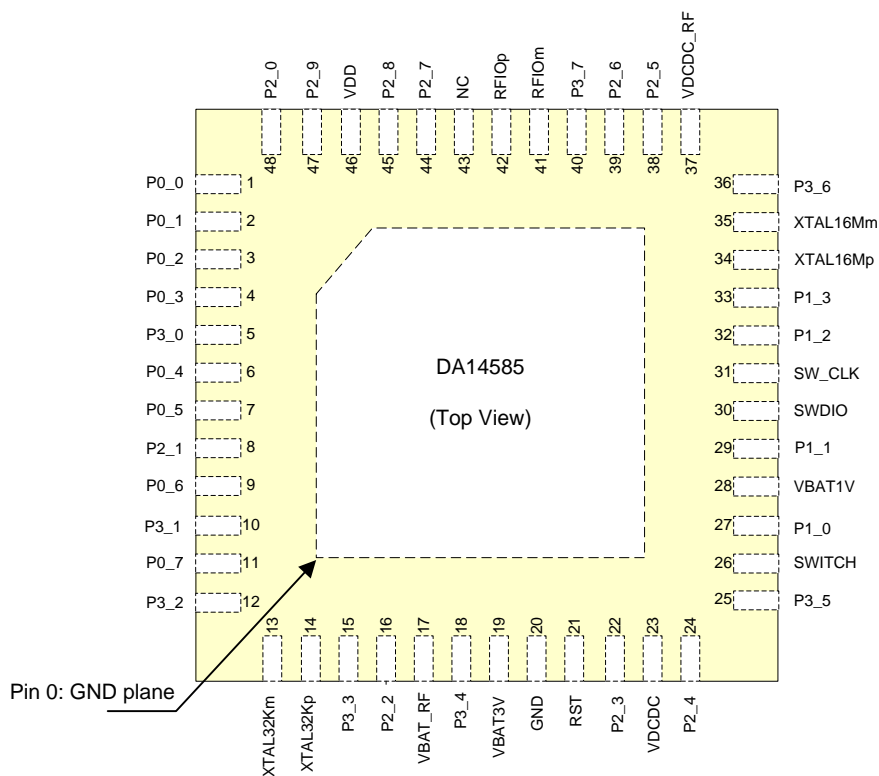 P2_0 P2_9 VDD P2_8 P2_7 NC RFIOp RFIOm P3_7 P2_6 P2_5 VDCDC_RF
48 47 46 45 44 43 42 41 40 39 38 37
P0_0 1
P0_1 2
P0_2 3
P0_3 4
P3_0 5
P0_4 6
P0_5 7
P2_1 8
P0_6 9
P3_1 10
P0_7 11
P3_2 12
36 P3_6
35 XTAL16Mm
34 XTAL16Mp
33 P1_3
32 P1_2
31 SW_CLK
30 SWDIO
29 P1_1
28 VBAT1V
27 P1_0
26 SWITCH
25 P3_5
DA14585
(Top View)
13 14 15 16 17 18 19 20 21 22 23 24
XTAL32Km XTAL32Kp P3_3 P2_2 VBAT_RF P3_4 VBAT3V GND RST P2_3 VDCDC P2_4
Pin 0: GND plane